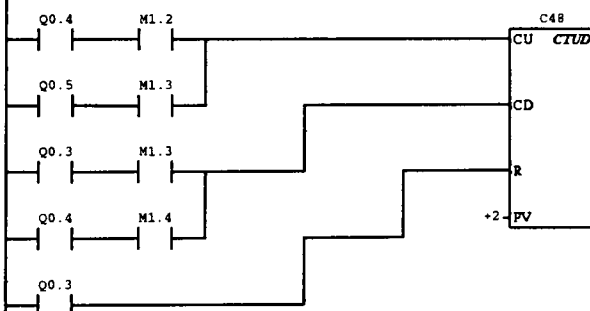 C48
Q0.4 M1.2
CU CTUD
Q0.5 M1.3
CD
Q0.3 M1.3
R
Q0.4 M1.4
+2 PV
Q0.3